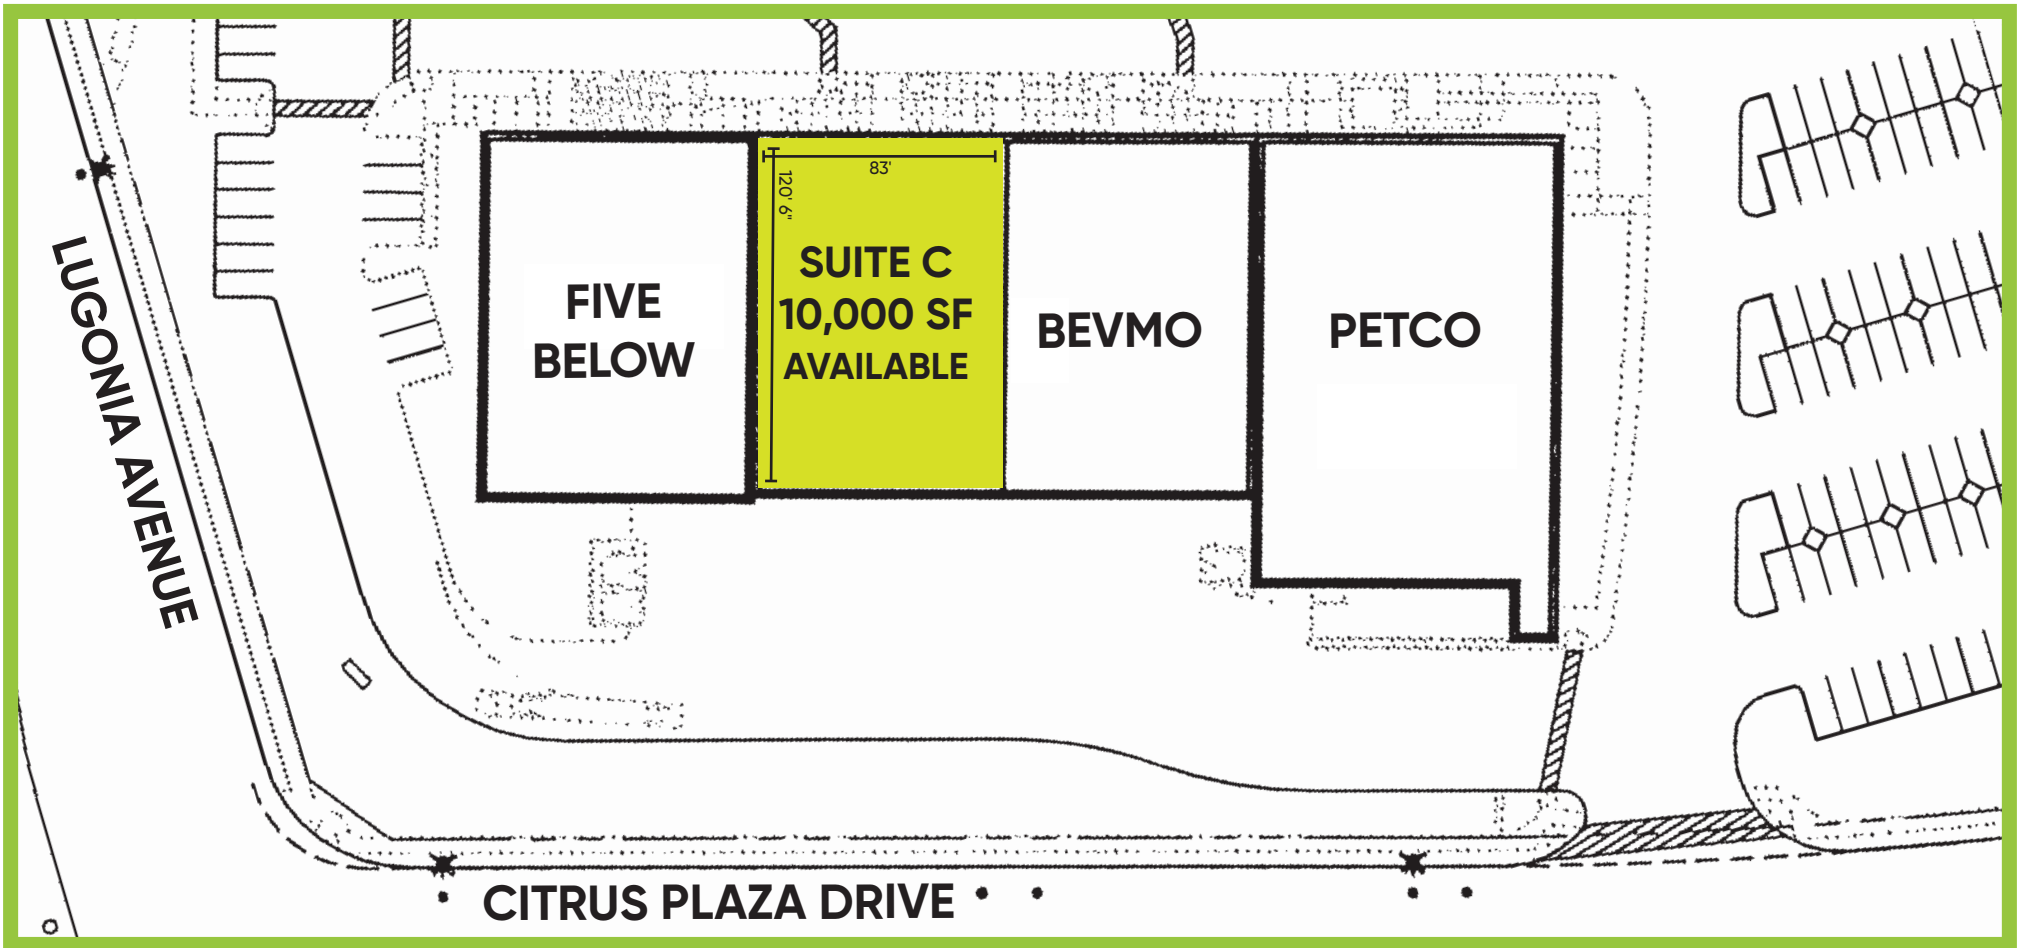 83'
120' 6"
SUITE C
10,000 SF
AVAILABLE
FIVE
BELOW
BEVMO
PETCO
LUGONIA AVENUE
CITRUS PLAZA DRIVE